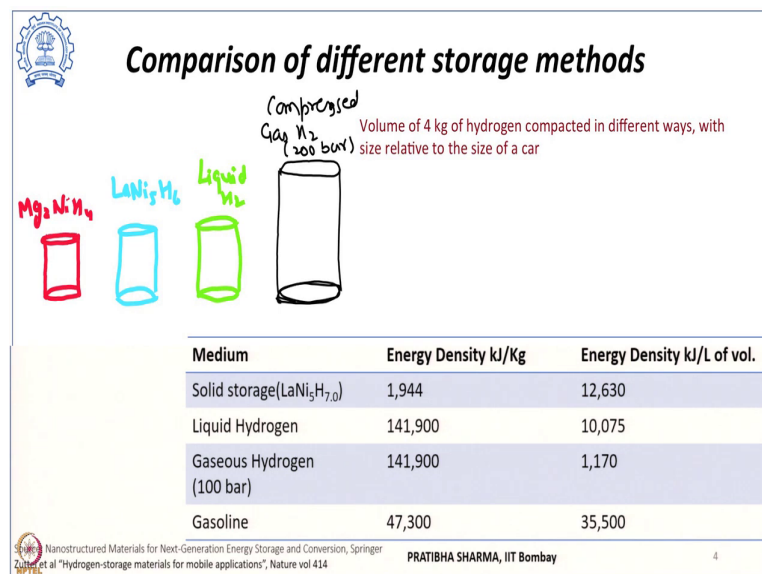 Comparison of different storage methods
Compressed
Gas H2
(200 bar)
Volume of 4 kg of hydrogen compacted in different ways, with
size relative to the size of a car
Liquid
H2
LaNi5H6
Mg2NiH4
Medium Energy Density kJ/Kg Energy Density kJ/L of vol.
Solid storage(LaNi5H7.0) 1,944 12,630
Liquid Hydrogen 141,900 10,075
Gaseous Hydrogen 141,900 1,170
(100 bar)
Gasoline 47,300 35,500
Source: Nanostructured Materials for Next-Generation Energy Storage and Conversion, Springer
Zuttel et al "Hydrogen-storage materials for mobile applications", Nature vol 414
PRATIBHA SHARMA, IIT Bombay
4
NPTEL